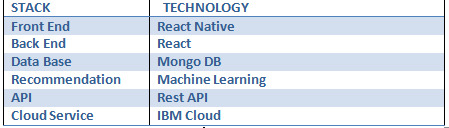 STACK TECHNOLOGY
Front End React Native
Back End React
Data Base Mongo DB
Recommendation Machine Learning
API Rest API
Cloud Service IBM Cloud